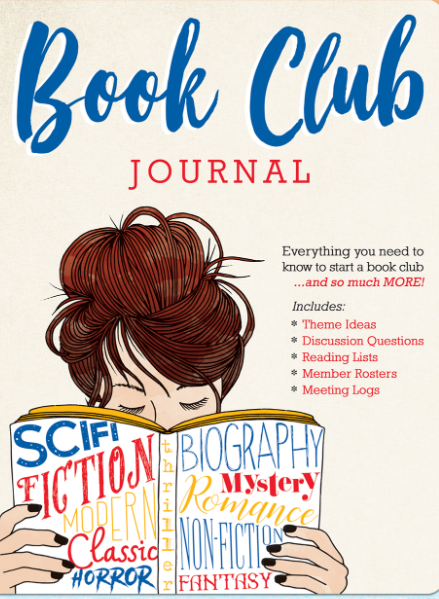 Book Club
JOURNAL
Everything you need to
know to start a book club
...and so much MORE!
Includes:
* Theme Ideas
* Discussion Questions
* Reading Lists
* Member Rosters
* Meeting Logs
SCIFI
FICTION
MODERN
Classic
HORROR
thriller
BIOGRAPHY
Mystery
Romance
NON-FICTION
FANTASY